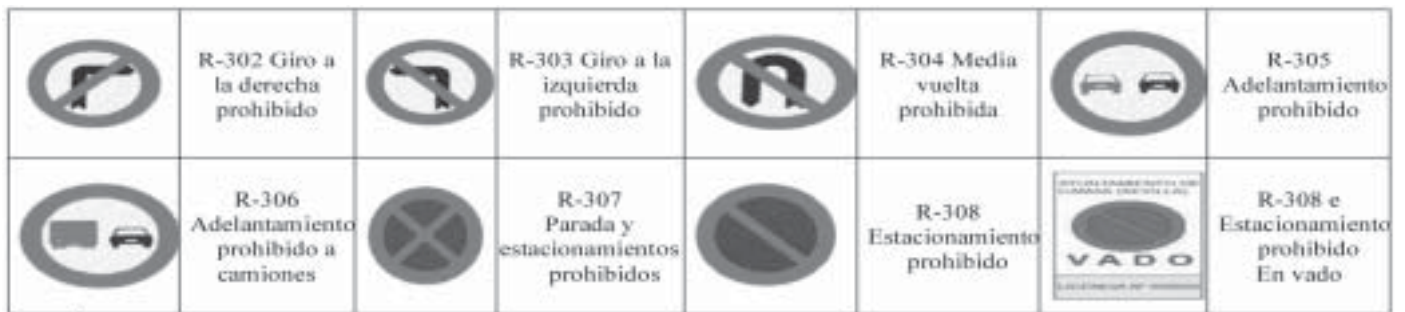 R-302 Giro a
la derecha
prohibido
R-303 Giro a la
izquierda
prohibido
R-304 Media
vuelta
prohibida
R-305
Adelantamiento
prohibido
R-306
Adelantamiento
prohibido a
camiones
R-307
Parada y
estacionamientos
prohibidos
R-308
Estacionamiento
prohibido
VADO
R-308 e
Estacionamiento
prohibido
En vado